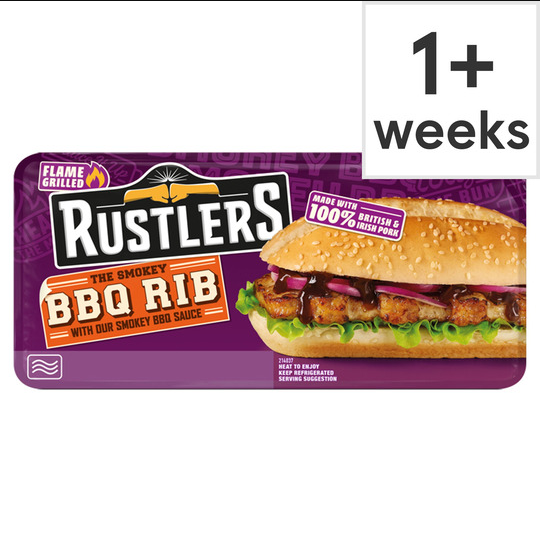 1+
weeks
FLAME
GRILLED
RUSTLERS
THE SMOKEY
BBQ RIB
WITH OUR SMOKEY BBQ SAUCE
MADE WITH
100% BRITISH &
IRISH PORK
214037
HEAT TO ENJOY
KEEP REFRIGERATED
SERVING SUGGESTION